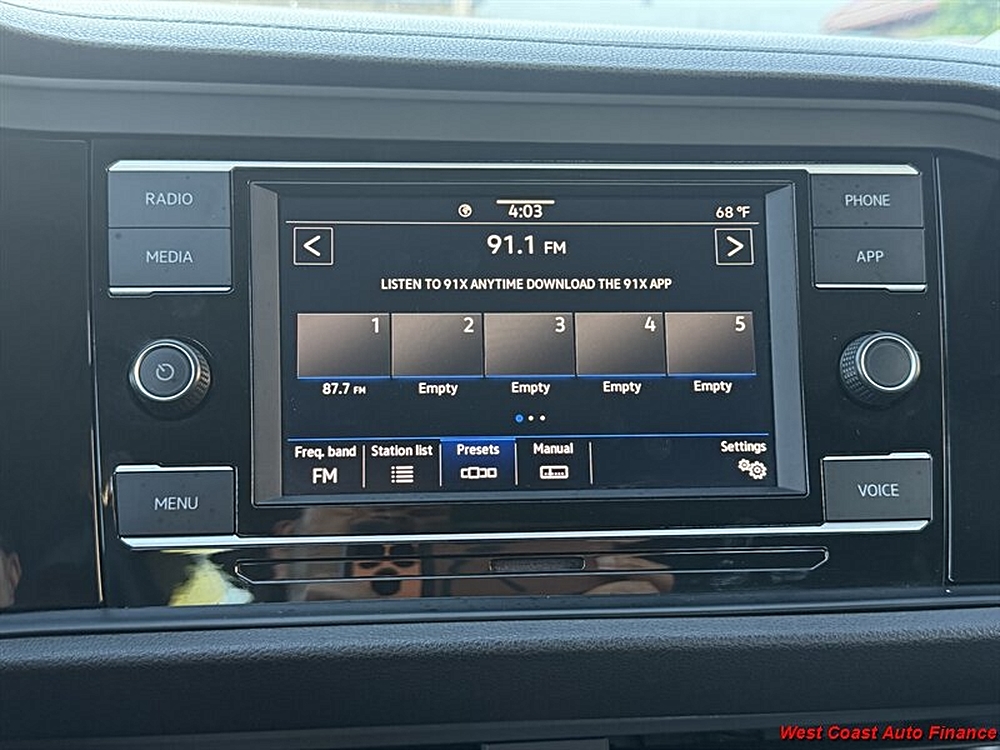 RADIO
MEDIA
MENU
4:03
68 °F
91.1 FM
LISTEN TO 91X ANYTIME DOWNLOAD THE 91X APP
1 2 3 4 5
87.7 FM Empty Empty Empty Empty
Freq. band Station list Presets Manual Settings
FM
PHONE
APP
VOICE
West Coast Auto Finance